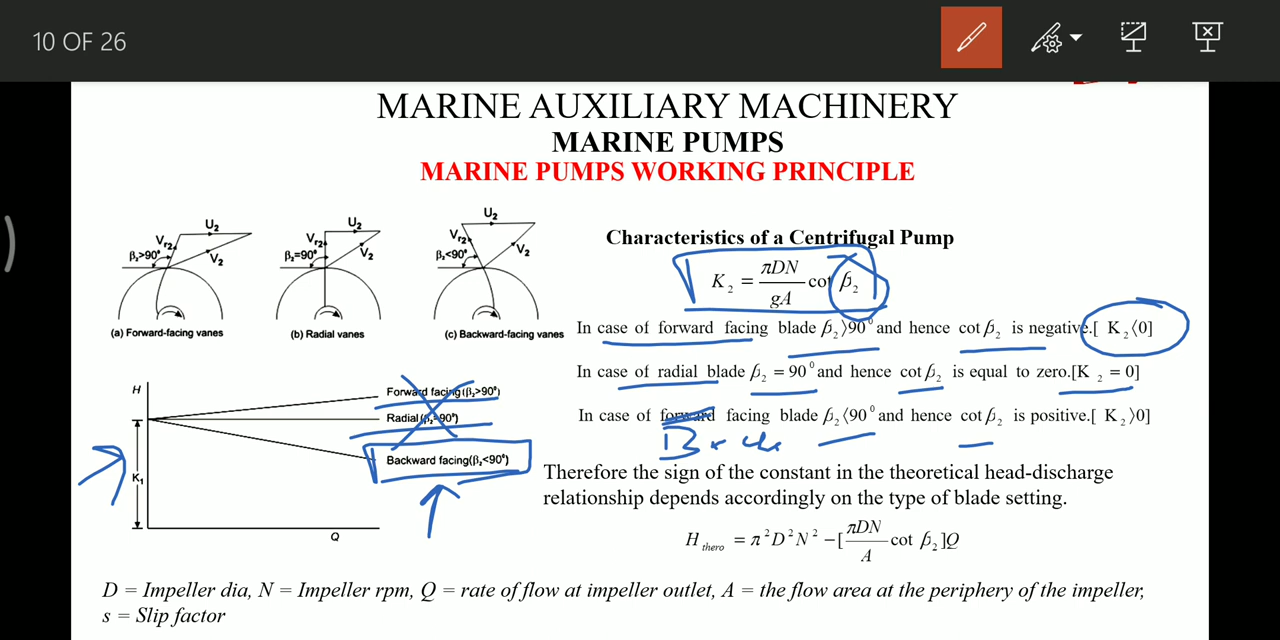 10 OF 26
MARINE AUXILIARY MACHINERY
MARINE PUMPS
MARINE PUMPS WORKING PRINCIPLE
U₂
Vr₂
V₂
β₂>90°
(a) Forward-facing vanes
U₂
Vr₂
V₂
β₂=90°
(b) Radial vanes
U₂
Vr₂
V₂
β₂<90°
(c) Backward-facing vanes
Characteristics of a Centrifugal Pump
K₂ = πDN/gA cot β₂
In case of forward facing blade β₂⟩90⁰ and hence cot β₂ is negative.[ K₂⟨0]
In case of radial blade β₂ = 90⁰ and hence cot β₂ is equal to zero.[K₂ = 0]
In case of forward facing blade β₂⟨90⁰ and hence cot β₂ is positive.[ K₂⟩0]
H
K₁
Q
Forward facing(β₂>90°)
Radial(β₂=90°)
Backward facing(β₂<90°)
Therefore the sign of the constant in the theoretical head-discharge
relationship depends accordingly on the type of blade setting.
H thero = π²D²N² −[πDN/A cot β₂]Q
D = Impeller dia, N = Impeller rpm, Q = rate of flow at impeller outlet, A = the flow area at the periphery of the impeller,
s = Slip factor